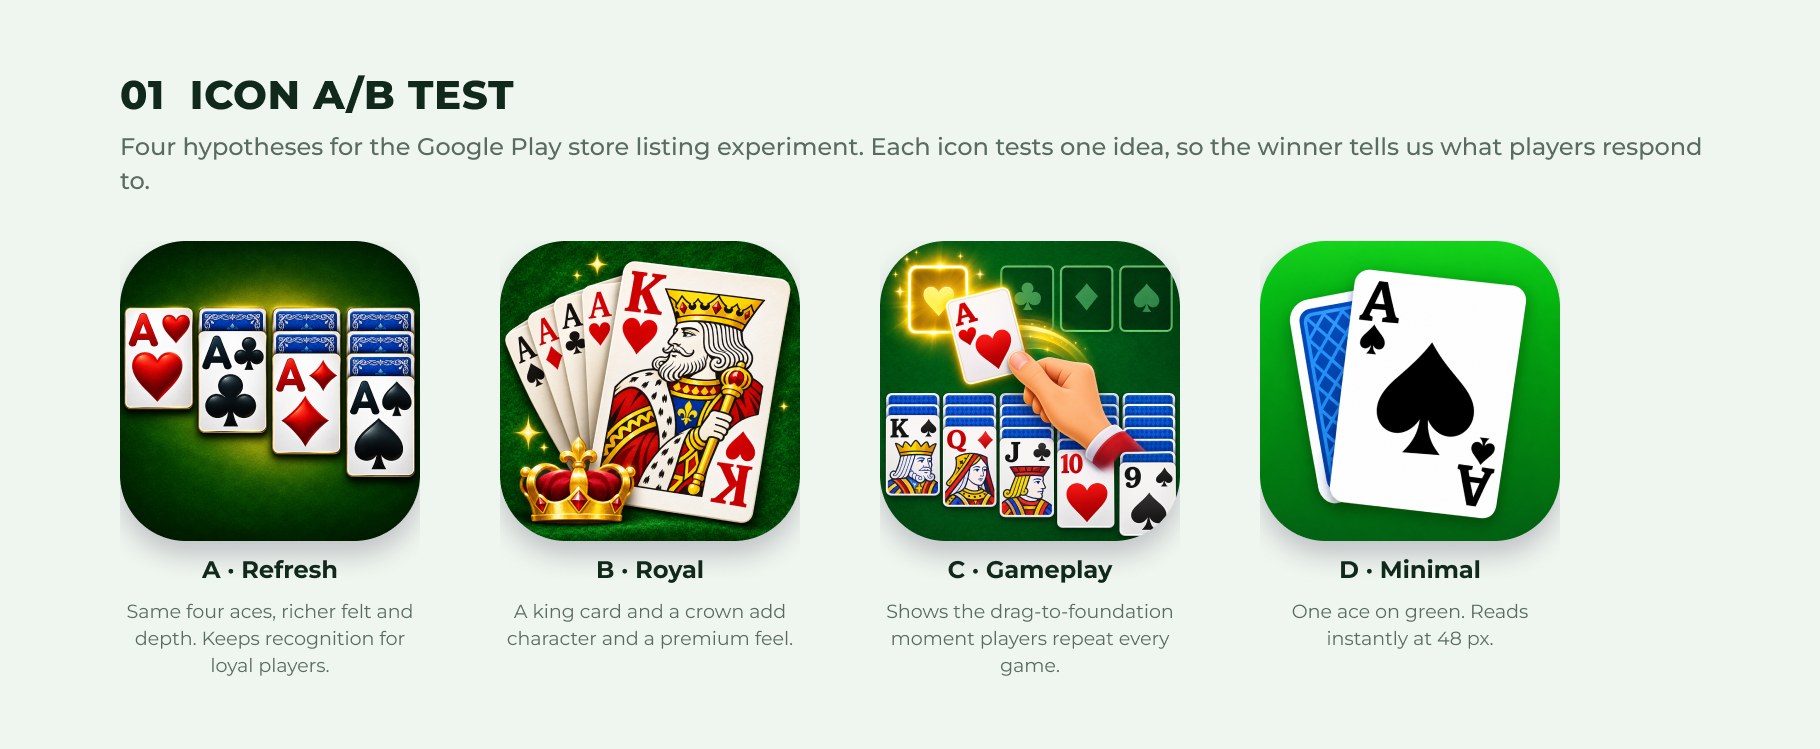 01 ICON A/B TEST
Four hypotheses for the Google Play store listing experiment. Each icon tests one idea, so the winner tells us what players respond
to.
A
A
A
A
A
A
A
A
K
K
A
K
Q
J
10
9
A
A
A · Refresh
B · Royal
C · Gameplay
D · Minimal
Same four aces, richer felt and
depth. Keeps recognition for
loyal players.
A king card and a crown add
character and a premium feel.
Shows the drag-to-foundation
moment players repeat every
game.
One ace on green. Reads
instantly at 48 px.